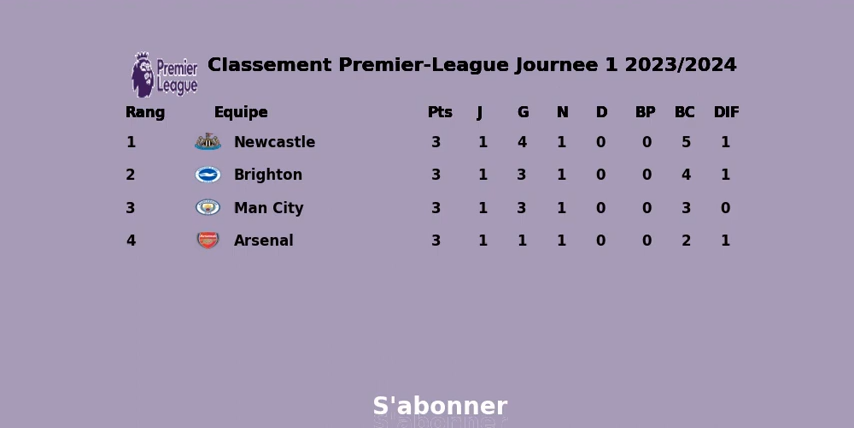 Premier League
Classement Premier-League Journee 1 2023/2024
Rang Equipe Pts J G N D BP BC DIF
1 Newcastle 3 1 4 1 0 0 5 1
2 Brighton 3 1 3 1 0 0 4 1
3 Man City 3 1 3 1 0 0 3 0
4 Arsenal 3 1 1 1 0 0 2 1
S'abonner